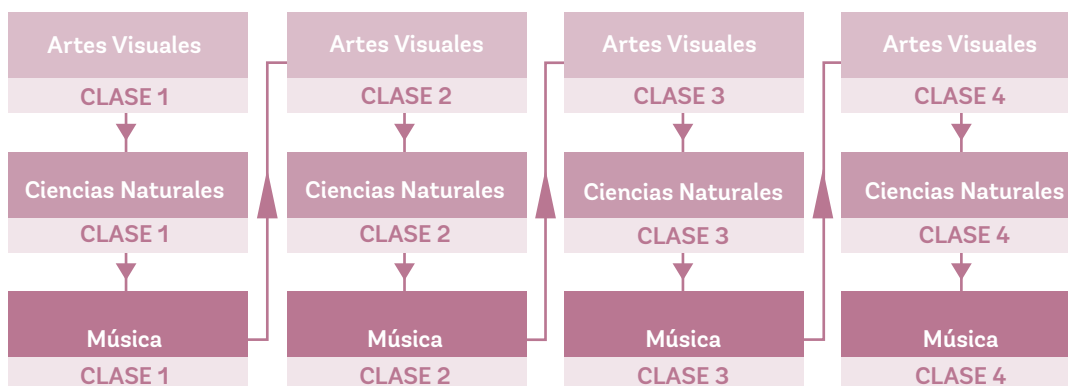 Artes Visuales
CLASE 1
Ciencias Naturales
CLASE 1
Música
CLASE 1
Artes Visuales
CLASE 2
Ciencias Naturales
CLASE 2
Música
CLASE 2
Artes Visuales
CLASE 3
Ciencias Naturales
CLASE 3
Música
CLASE 3
Artes Visuales
CLASE 4
Ciencias Naturales
CLASE 4
Música
CLASE 4